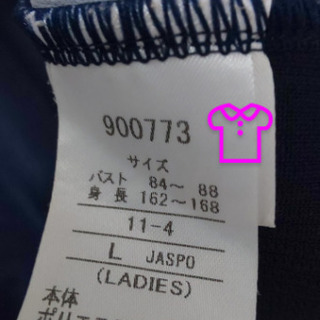 900773
サイズ
バスト 84～ 88
身 長 162～168
11-4
L JASPO
(LADIES)
本体